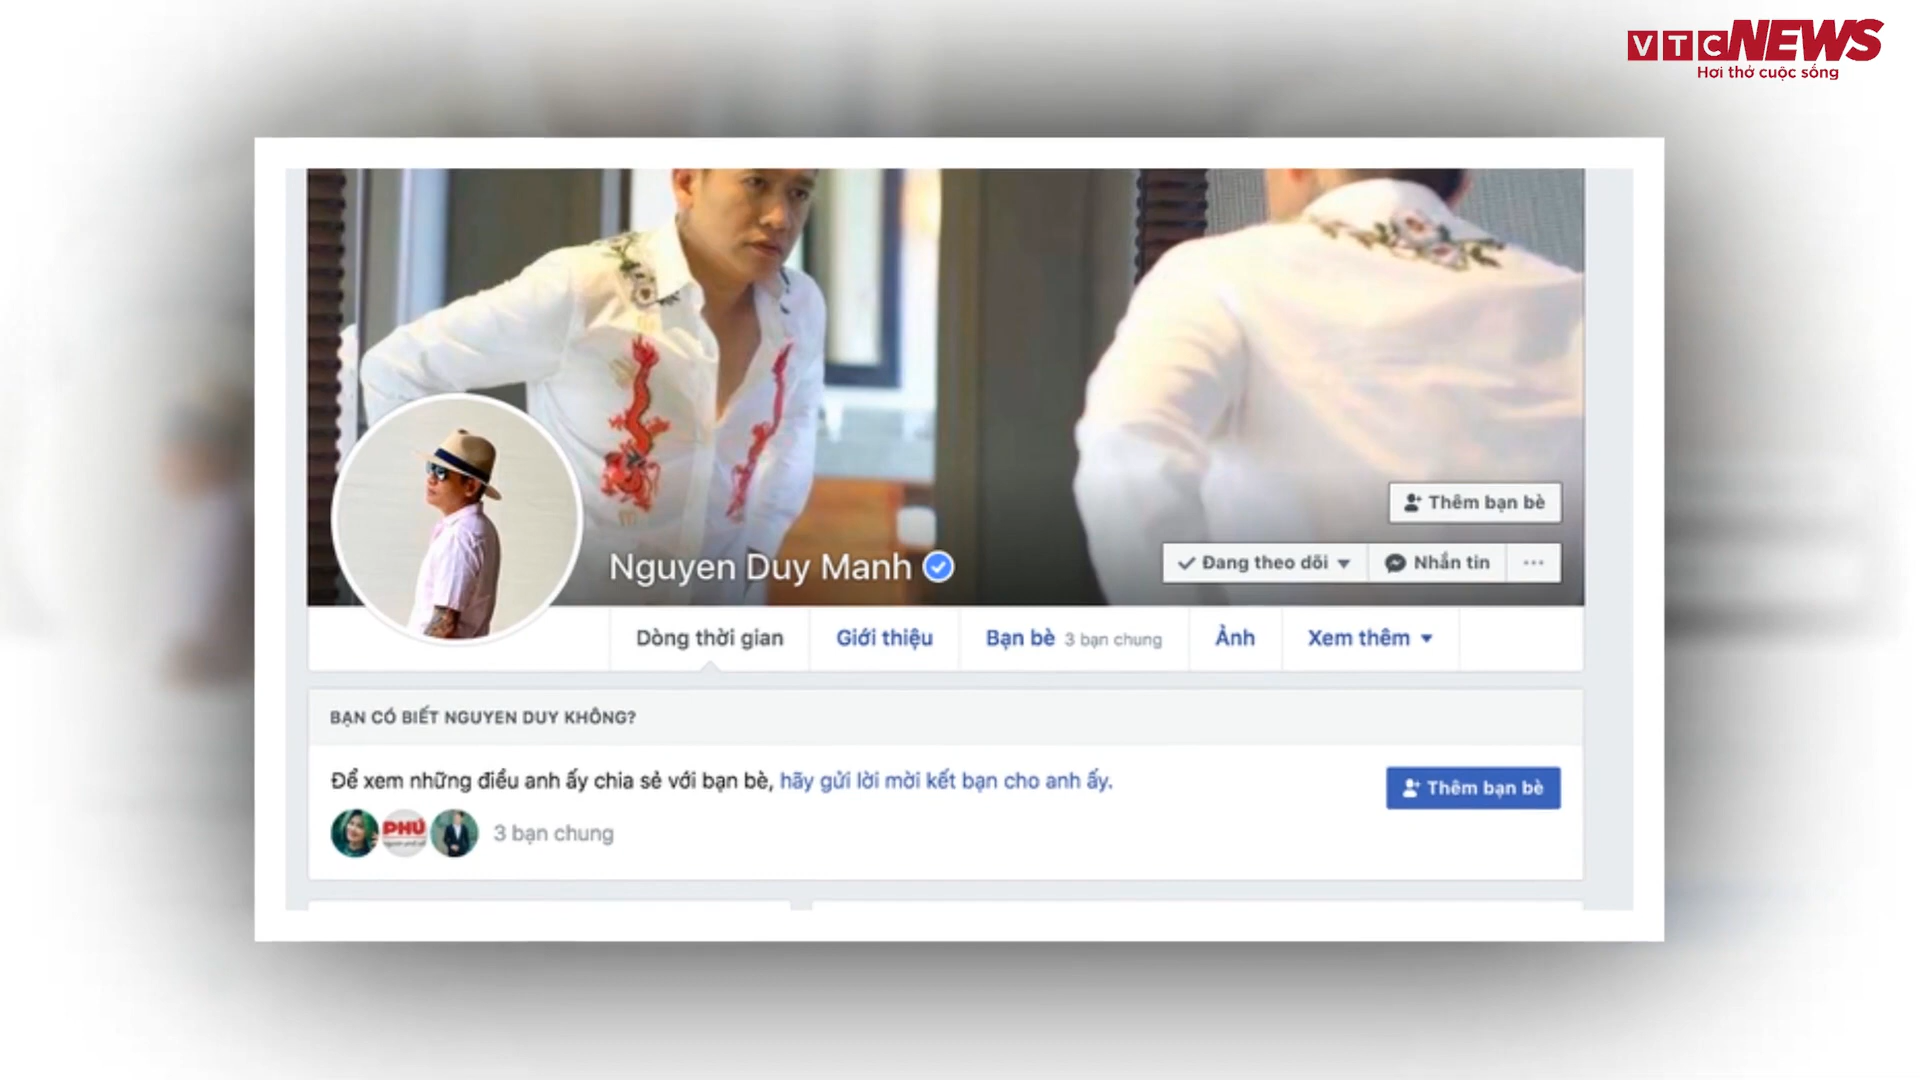 VTC NEWS
Hơi thở cuộc sống
Thêm bạn bè
Nguyen Duy Manh
Đang theo dõi
Nhắn tin
Dòng thời gian
Giới thiệu
Bạn bè 3 bạn chung
Ảnh
Xem thêm
BẠN CÓ BIẾT NGUYEN DUY KHÔNG?
Để xem những điều anh ấy chia sẻ với bạn bè, hãy gửi lời mời kết bạn cho anh ấy.
Thêm bạn bè
PHÚ
3 bạn chung